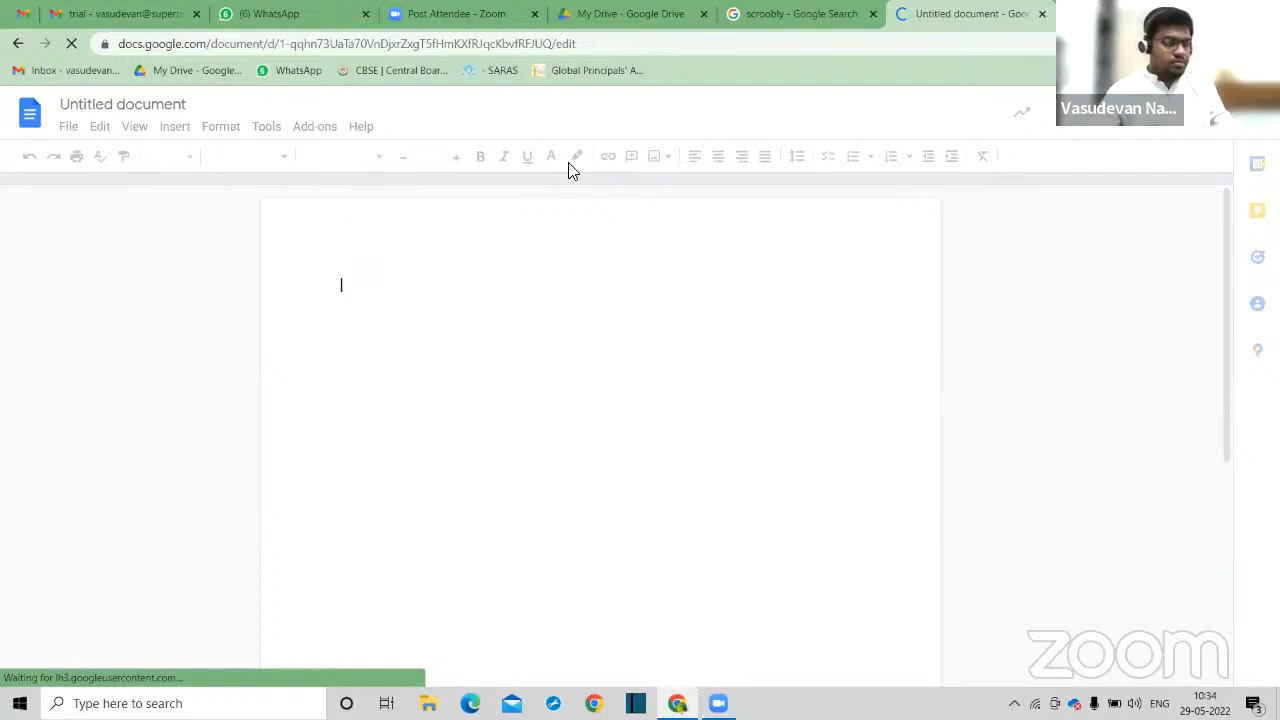 trial - vasudevan@supers
(6) WhatsApp
Post Attendee - Zoom
My Drive - Google Drive
scroobly - Google Search
Untitled document - Goo
docs.google.com/document/d/1-qqhn73UaTa70VnDjxrZxgT5fHmKXfRJqcKbvfRFJUQ/edit
Inbox - vasudevan...
My Drive - Google...
WhatsApp
CBSE | Central Boar...
- SARAS
Global Principals' A...
Vasudevan Na...
Untitled document
File Edit View Insert Format Tools Add-ons Help
zoom
Waiting for lh3.googleusercontent.com...
Type here to search
ENG
10:34
29-05-2022
3